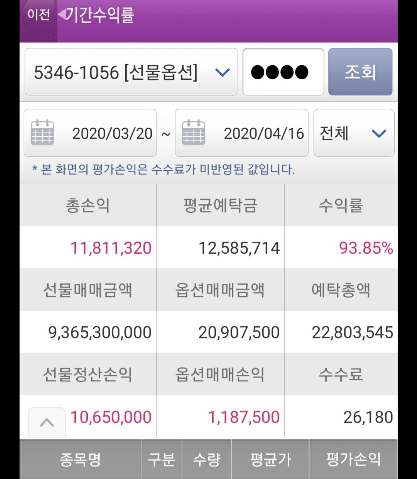 이전 ◀기간수익률
5346-1056 [선물옵션] ●●●● 조회
2020/03/20 ~ 2020/04/16 전체
* 본 화면의 평가손익은 수수료가 미반영된 값입니다.
총손익 평균예탁금 수익률
11,811,320 12,585,714 93.85%
선물매매금액 옵션매매금액 예탁총액
9,365,300,000 20,907,500 22,803,545
선물정산손익 옵션매매손익 수수료
10,650,000 1,187,500 26,180
종목명 구분 수량 평균가 평가손익